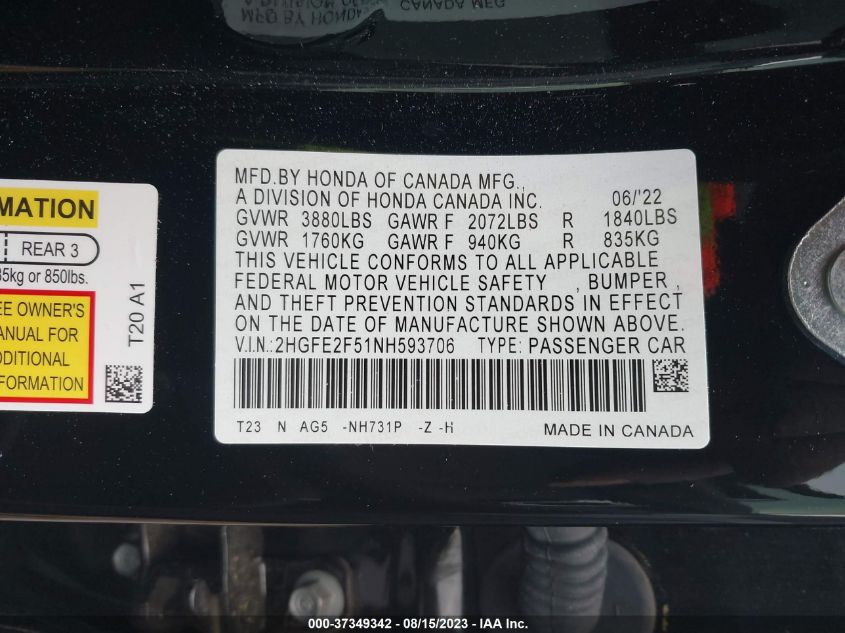 MFD.BY HONDA OF CANADA MFG.,
A DIVISION OF HONDA CANADA INC. 06/'22
GVWR 3880LBS GAWR F 2072LBS R 1840LBS
GVWR 1760KG GAWR F 940KG R 835KG
THIS VEHICLE CONFORMS TO ALL APPLICABLE
FEDERAL MOTOR VEHICLE SAFETY , BUMPER ,
AND THEFT PREVENTION STANDARDS IN EFFECT
ON THE DATE OF MANUFACTURE SHOWN ABOVE.
V.I.N.:2HGFE2F51NH593706 TYPE: PASSENGER CAR
T23 N AG5 -NH731P -Z -H MADE IN CANADA
MATION
REAR 3
85kg or 850lbs.
EE OWNER'S
MANUAL FOR
DDITIONAL
FORMATION
T20 A1
000-37349342 - 08/15/2023 - IAA Inc.